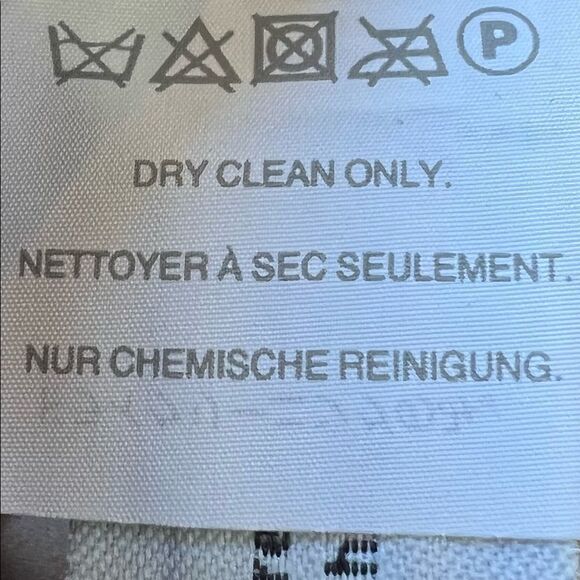 P
DRY CLEAN ONLY.
NETTOYER À SEC SEULEMENT.
NUR CHEMISCHE REINIGUNG.